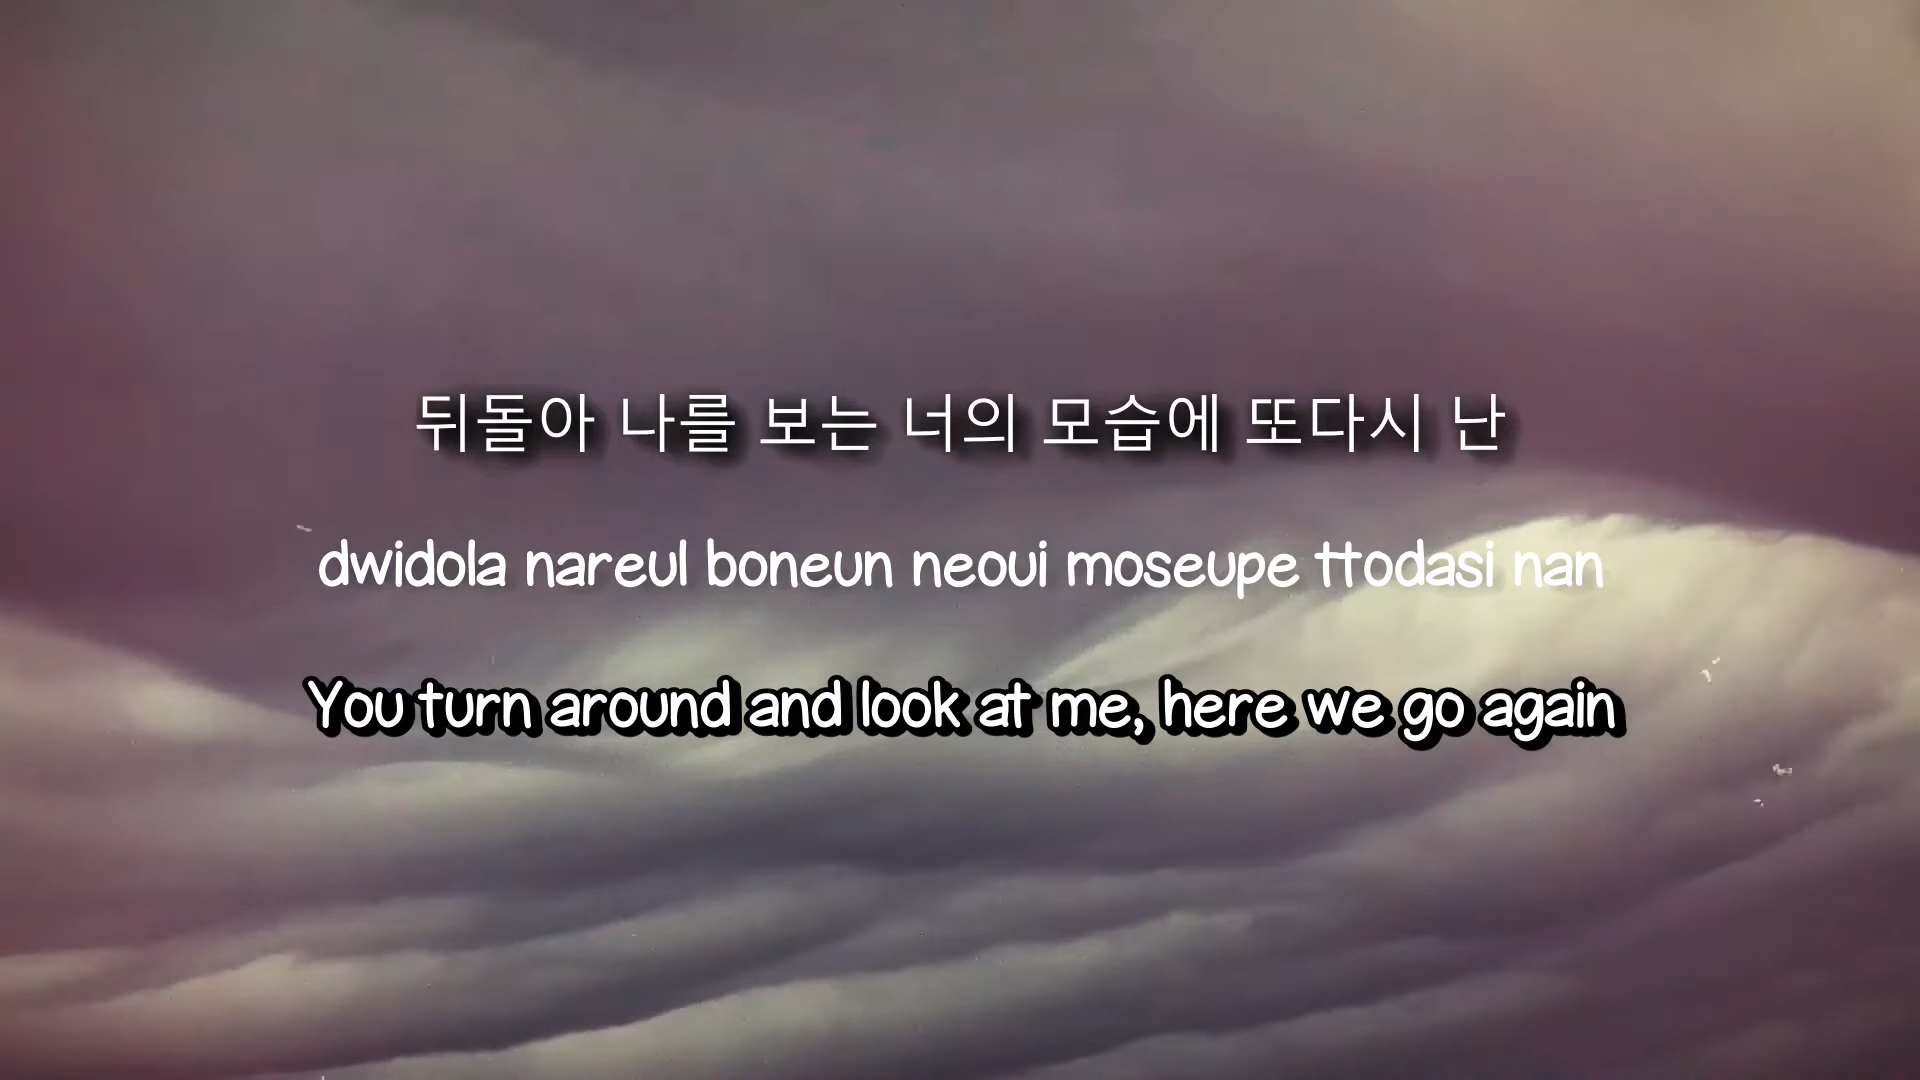 뒤돌아 나를 보는 너의 모습에 또다시 난
dwidola nareul boneun neoui moseupe ttodasi nan
You turn around and look at me, here we go again